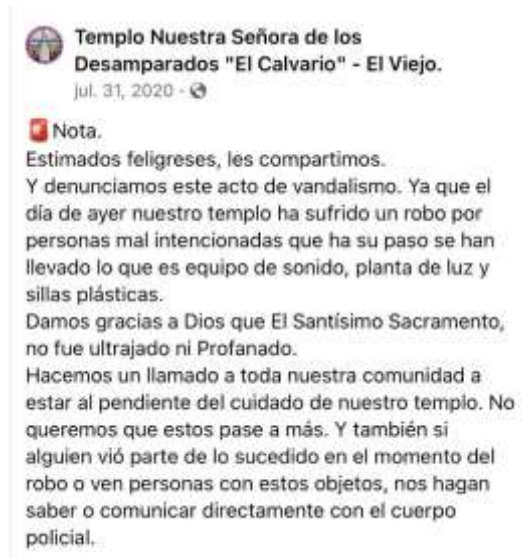 Templo Nuestra Señora de los
Desamparados "El Calvario" - El Viejo.
jul. 31, 2020 ·
Nota.
Estimados feligreses, les compartimos.
Y denunciamos este acto de vandalismo. Ya que el
día de ayer nuestro templo ha sufrido un robo por
personas mal intencionadas que ha su paso se han
llevado lo que es equipo de sonido, planta de luz y
sillas plásticas.
Damos gracias a Dios que El Santísimo Sacramento,
no fue ultrajado ni Profanado.
Hacemos un llamado a toda nuestra comunidad a
estar al pendiente del cuidado de nuestro templo. No
queremos que estos pase a más. Y también si
alguien vió parte de lo sucedido en el momento del
robo o ven personas con estos objetos, nos hagan
saber o comunicar directamente con el cuerpo
policial.